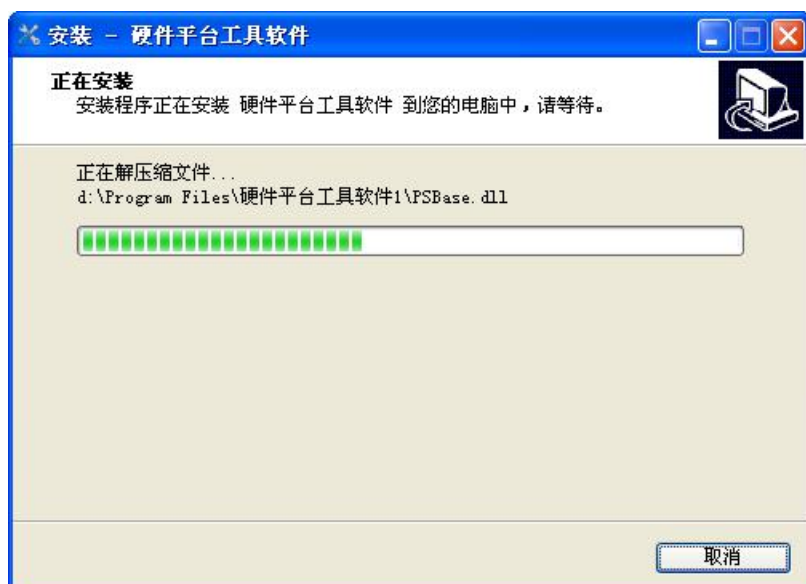 安装 - 硬件平台工具软件
正在安装
安装程序正在安装 硬件平台工具软件 到您的电脑中，请等待。
正在解压缩文件...
d:\Program Files\硬件平台工具软件1\PSBase.dll
取消